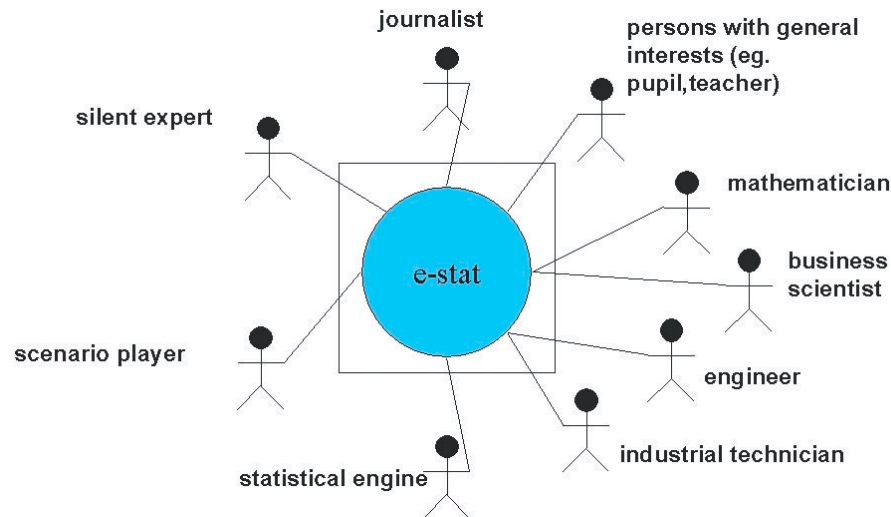 journalist
persons with general
interests (eg.
pupil,teacher)
silent expert
mathematician
e-stat
business
scientist
scenario player
engineer
industrial technician
statistical engine